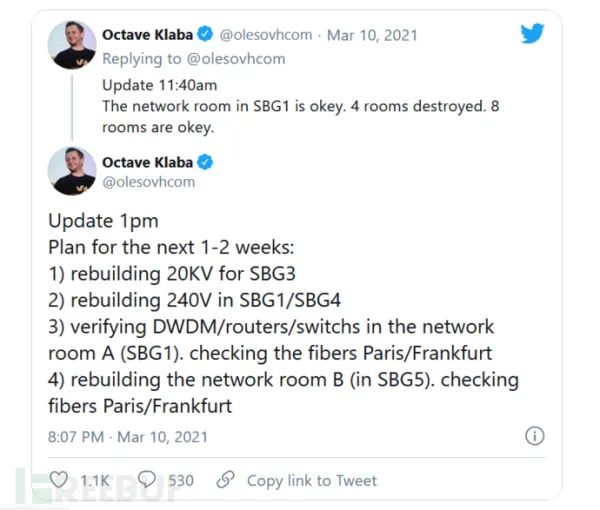 Octave Klaba @olesovhcom · Mar 10, 2021
Replying to @olesovhcom
Update 11:40am
The network room in SBG1 is okey. 4 rooms destroyed. 8
rooms are okey.
Octave Klaba
@olesovhcom
Update 1pm
Plan for the next 1-2 weeks:
1) rebuilding 20KV for SBG3
2) rebuilding 240V in SBG1/SBG4
3) verifying DWDM/routers/switchs in the network
room A (SBG1). checking the fibers Paris/Frankfurt
4) rebuilding the network room B (in SBG5). checking
fibers Paris/Frankfurt
8:07 PM · Mar 10, 2021
1.1K 530 Copy link to Tweet
FREEBUF